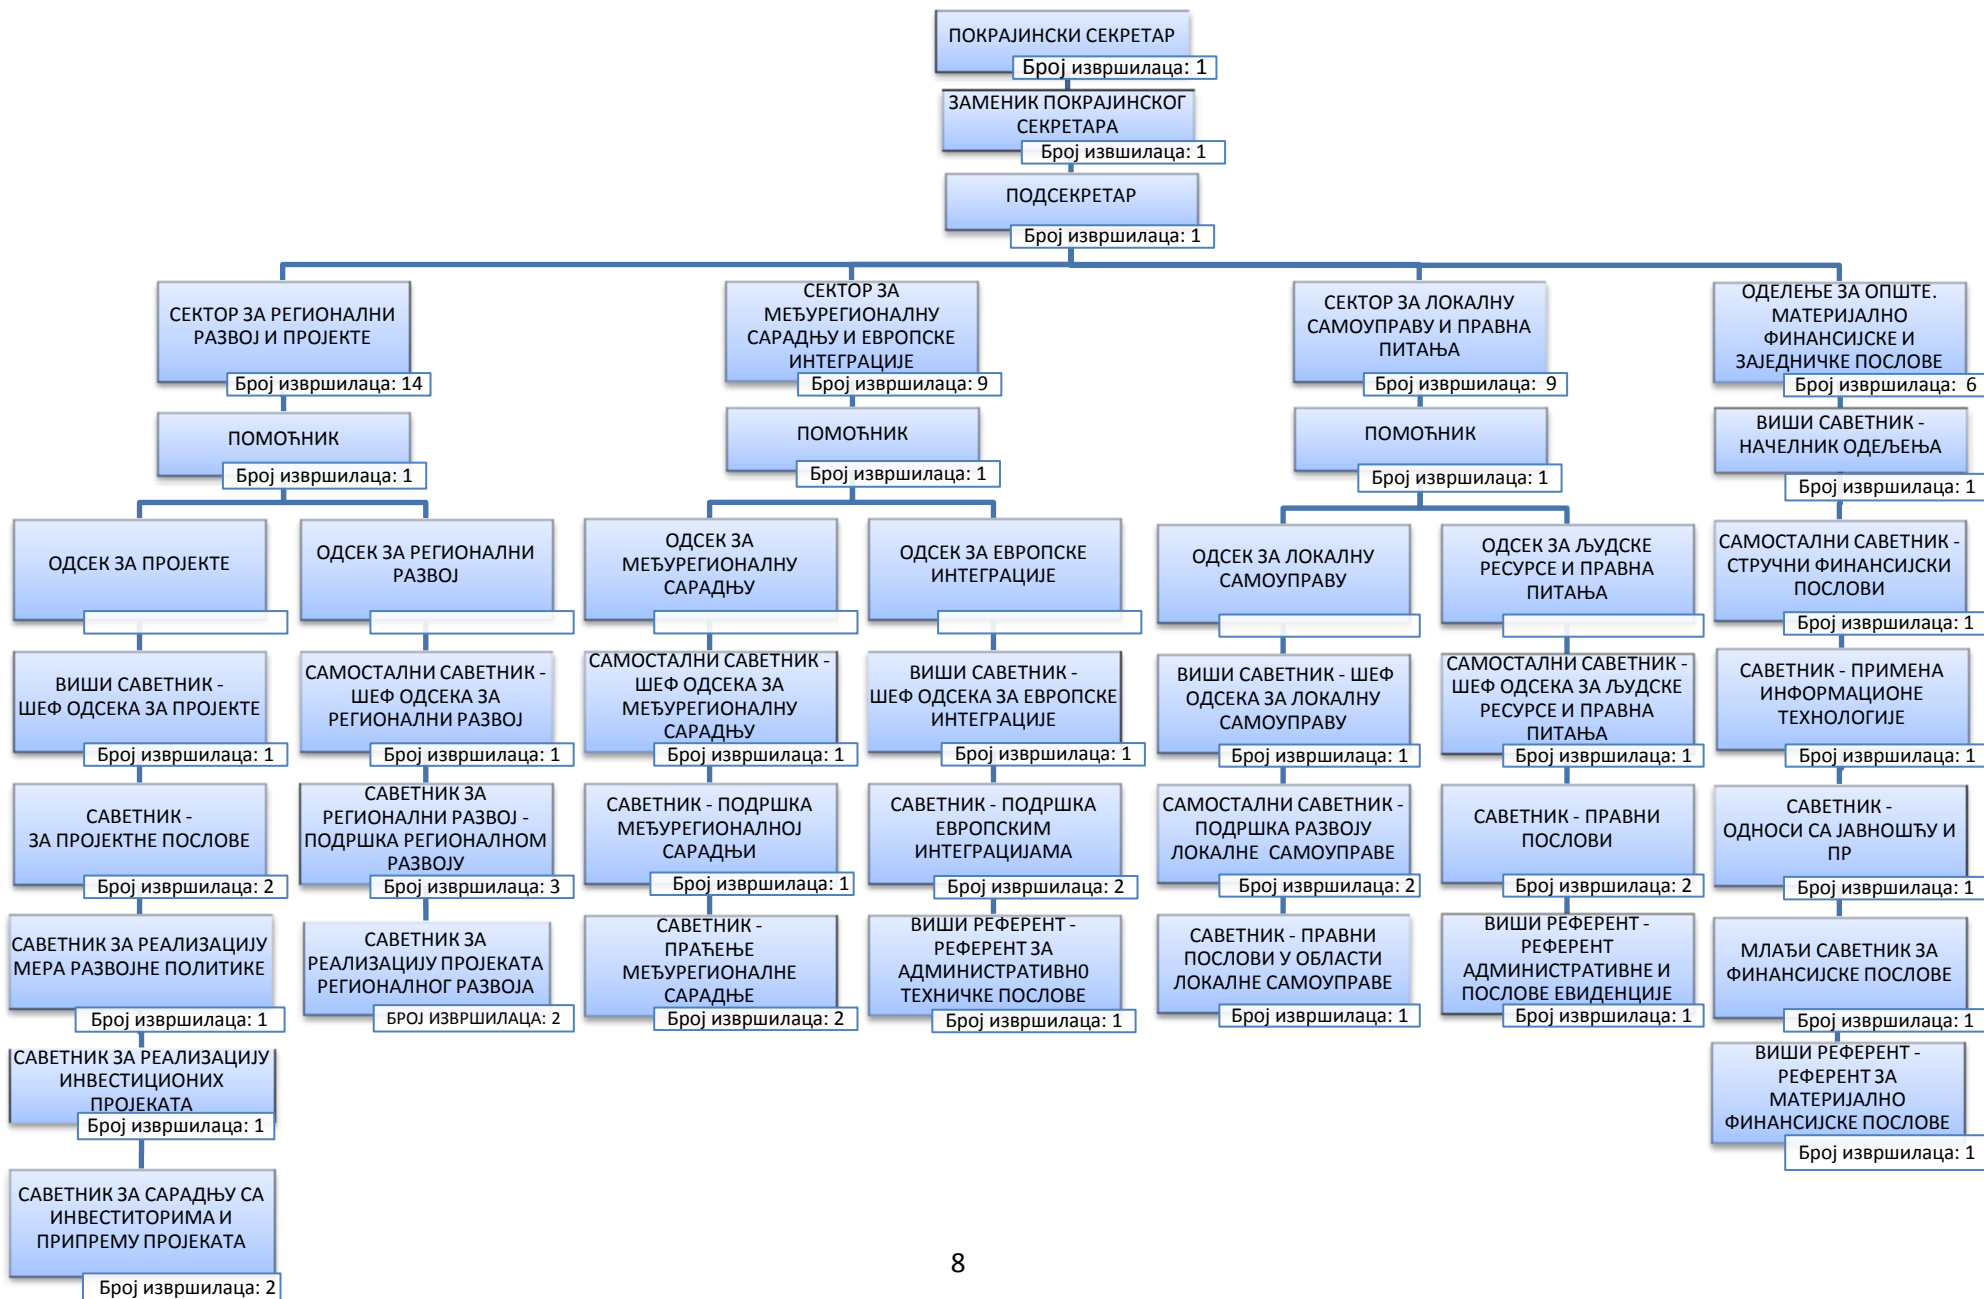 ПОКРАЈИНСКИ СЕКРЕТАР
Број извршилаца: 1
ЗАМЕНИК ПОКРАЈИНСКОГ
СЕКРЕТАРА
Број извшилаца: 1
ПОДСЕКРЕТАР
Број извршилаца: 1
СЕКТОР ЗА РЕГИОНАЛНИ
РАЗВОЈ И ПРОЈЕКТЕ
Број извршилаца: 14
ПОМОЋНИК
Број извршилаца: 1
ОДСЕК ЗА ПРОЈЕКТЕ
ВИШИ САВЕТНИК -
ШЕФ ОДСЕКА ЗА ПРОЈЕКТЕ
Број извршилаца: 1
САВЕТНИК -
ЗА ПРОЈЕКТНЕ ПОСЛОВЕ
Број извршилаца: 2
САВЕТНИК ЗА РЕАЛИЗАЦИЈУ
МЕРА РАЗВОЈНЕ ПОЛИТИКЕ
Број извршилаца: 1
САВЕТНИК ЗА РЕАЛИЗАЦИЈУ
ИНВЕСТИЦИОНИХ
ПРОЈЕКАТА
Број извршилаца: 1
САВЕТНИК ЗА САРАДЊУ СА
ИНВЕСТИТОРИМА И
ПРИПРЕМУ ПРОЈЕКАТА
Број извршилаца: 2
ОДСЕК ЗА РЕГИОНАЛНИ
РАЗВОЈ
САМОСТАЛНИ САВЕТНИК -
ШЕФ ОДСЕКА ЗА
РЕГИОНАЛНИ РАЗВОЈ
Број извршилаца: 1
САВЕТНИК ЗА
РЕГИОНАЛНИ РАЗВОЈ -
ПОДРШКА РЕГИОНАЛНОМ
РАЗВОЈУ
Број извршилаца: 3
САВЕТНИК ЗА
РЕАЛИЗАЦИЈУ ПРОЈЕКАТА
РЕГИОНАЛНОГ РАЗВОЈА
БРОЈ ИЗВРШИЛАЦА: 2
СЕКТОР ЗА
МЕЂУРЕГИОНАЛНУ
САРАДЊУ И ЕВРОПСКЕ
ИНТЕГРАЦИЈЕ
Број извршилаца: 9
ПОМОЋНИК
Број извршилаца: 1
ОДСЕК ЗА
МЕЂУРЕГИОНАЛНУ
САРАДЊУ
САМОСТАЛНИ САВЕТНИК -
ШЕФ ОДСЕКА ЗА
МЕЂУРЕГИОНАЛНУ
САРАДЊУ
Број извршилаца: 1
САВЕТНИК - ПОДРШКА
МЕЂУРЕГИОНАЛНОЈ
САРАДЊИ
Број извршилаца: 1
САВЕТНИК -
ПРАЋЕЊЕ
МЕЂУРЕГИОНАЛНЕ
САРАДЊЕ
Број извршилаца: 2
ОДСЕК ЗА ЕВРОПСКЕ
ИНТЕГРАЦИЈЕ
ВИШИ САВЕТНИК -
ШЕФ ОДСЕКА ЗА ЕВРОПСКЕ
ИНТЕГРАЦИЈЕ
Број извршилаца: 1
САВЕТНИК - ПОДРШКА
ЕВРОПСКИМ
ИНТЕГРАЦИЈАМА
Број извршилаца: 2
ВИШИ РЕФЕРЕНТ -
РЕФЕРЕНТ ЗА
АДМИНИСТРАТИВН0
ТЕХНИЧКЕ ПОСЛОВЕ
Број извршилаца: 1
СЕКТОР ЗА ЛОКАЛНУ
САМОУПРАВУ И ПРАВНА
ПИТАЊА
Број извршилаца: 9
ПОМОЋНИК
Број извршилаца: 1
ОДСЕК ЗА ЛОКАЛНУ
САМОУПРАВУ
ВИШИ САВЕТНИК - ШЕФ
ОДСЕКА ЗА ЛОКАЛНУ
САМОУПРАВУ
Број извршилаца: 1
САМОСТАЛНИ САВЕТНИК -
ПОДРШКА РАЗВОЈУ
ЛОКАЛНЕ САМОУПРАВЕ
Број извршилаца: 2
САВЕТНИК - ПРАВНИ
ПОСЛОВИ У ОБЛАСТИ
ЛОКАЛНЕ САМОУПРАВЕ
Број извршилаца: 1
ОДСЕК ЗА ЉУДСКЕ
РЕСУРСЕ И ПРАВНА
ПИТАЊА
САМОСТАЛНИ САВЕТНИК -
ШЕФ ОДСЕКА ЗА ЉУДСКЕ
РЕСУРСЕ И ПРАВНА
ПИТАЊА
Број извршилаца: 1
САВЕТНИК - ПРАВНИ
ПОСЛОВИ
Број извршилаца: 2
ВИШИ РЕФЕРЕНТ -
РЕФЕРЕНТ
АДМИНИСТРАТИВНЕ И
ПОСЛОВЕ ЕВИДЕНЦИЈЕ
Број извршилаца: 1
ОДЕЛЕЊЕ ЗА ОПШТЕ.
МАТЕРИЈАЛНО
ФИНАНСИЈСКЕ И
ЗАЈЕДНИЧКЕ ПОСЛОВЕ
Број извршилаца: 6
ВИШИ САВЕТНИК -
НАЧЕЛНИК ОДЕЉЕЊА
Број извршилаца: 1
САМОСТАЛНИ САВЕТНИК -
СТРУЧНИ ФИНАНСИЈСКИ
ПОСЛОВИ
Број извршилаца: 1
САВЕТНИК - ПРИМЕНА
ИНФОРМАЦИОНЕ
ТЕХНОЛОГИЈЕ
Број извршилаца: 1
САВЕТНИК -
ОДНОСИ СА ЈАВНОШЋУ И
ПР
Број извршилаца: 1
МЛАЂИ САВЕТНИК ЗА
ФИНАНСИЈСКЕ ПОСЛОВЕ
Број извршилаца: 1
ВИШИ РЕФЕРЕНТ -
РЕФЕРЕНТ ЗА
МАТЕРИЈАЛНО
ФИНАНСИЈСКЕ ПОСЛОВЕ
Број извршилаца: 1
8